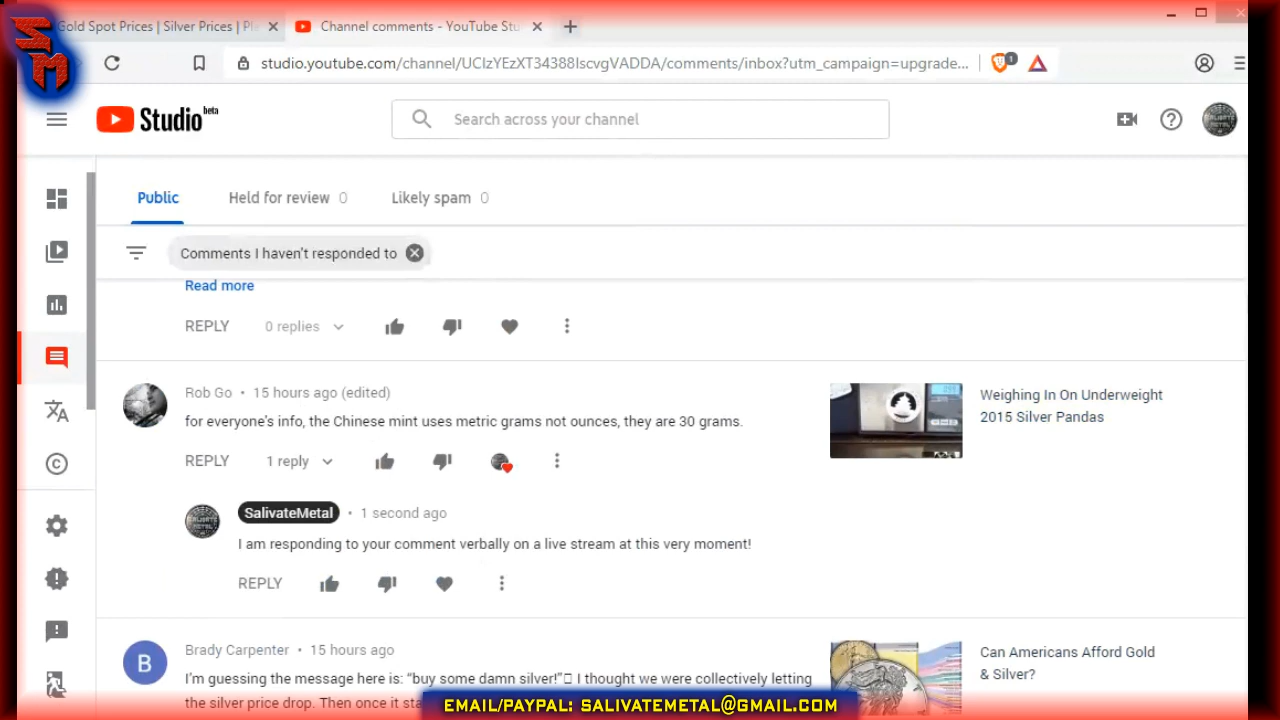 SM
Gold Spot Prices | Silver Prices | Pl
Channel comments - YouTube Stu
studio.youtube.com/channel/UCIzYEzXT34388IscvgVADDA/comments/inbox?utm_campaign=upgrade...
1
Studio beta
Search across your channel
Public
Held for review 0
Likely spam 0
Comments I haven't responded to
Read more
REPLY
0 replies
Rob Go • 15 hours ago (edited)
for everyone's info, the Chinese mint uses metric grams not ounces, they are 30 grams.
REPLY
1 reply
Weighing In On Underweight
2015 Silver Pandas
SalivateMetal • 1 second ago
I am responding to your comment verbally on a live stream at this very moment!
REPLY
B
Brady Carpenter • 15 hours ago
I'm guessing the message here is: “buy some damn silver!” I thought we were collectively letting
the silver price drop. Then once it
Can Americans Afford Gold
& Silver?
EMAIL/PAYPAL: SALIVATEMETAL@GMAIL.COM